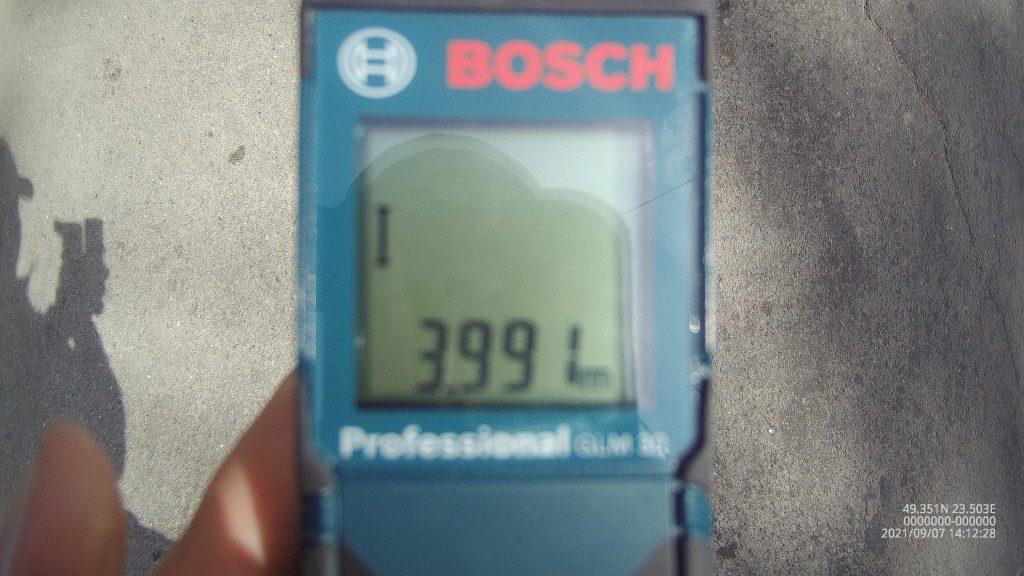 BOSCH
3.991 m
Professional GLM 30
49.351N 23.503E
0000000-000000
2021/09/07 14:12:28